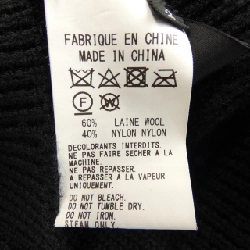 FABRIQUE EN CHINE
MADE IN CHINA
F
60% LAINE WOOL
40% NYLON NYLON
DECOLORANTS INTERDITS.
NE PAS FAIRE SECHER A LA
MACHINE
NE PAS REPASSER.
A REPASSER A LA VAPEUR
UNIQUEMENT.
DO NOT BLEACH.
DO NOT TUMBLE DRY.
DO NOT IRON.
STEAM ONLY